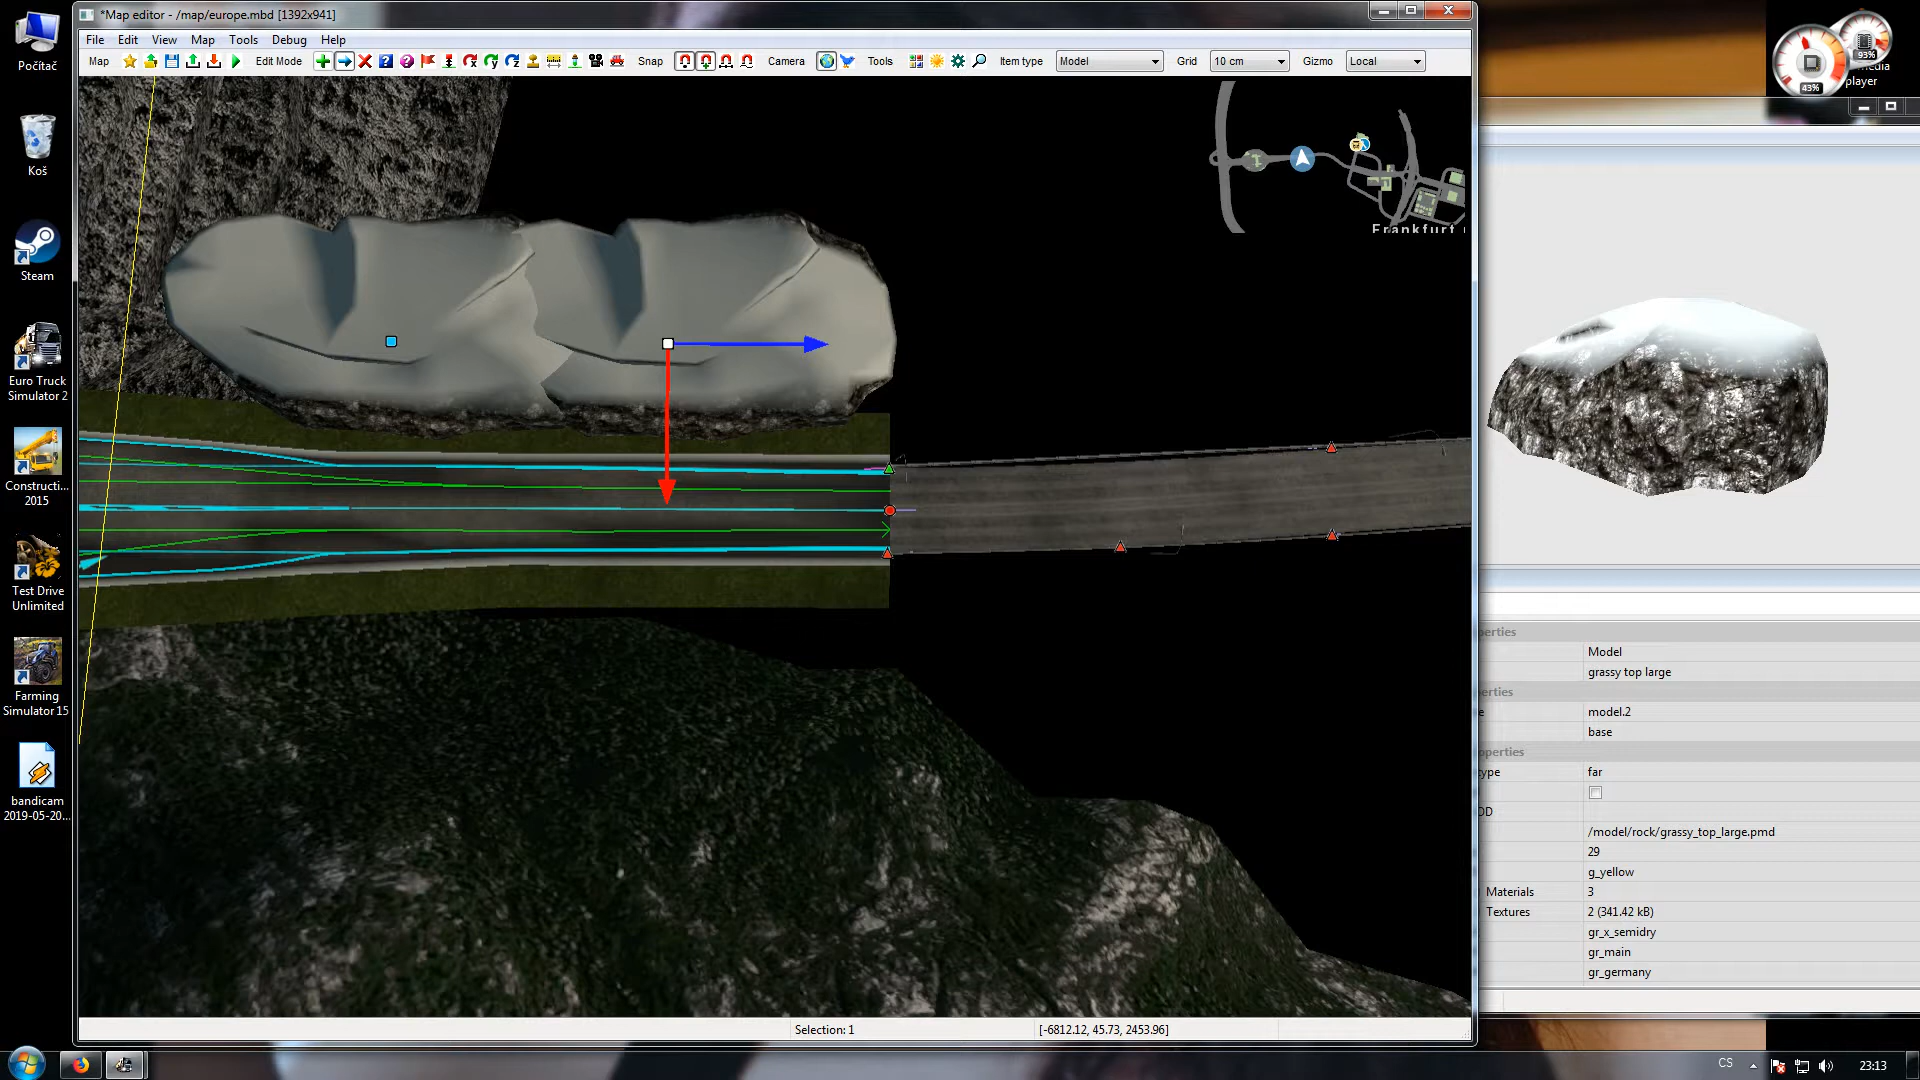 *Map editor - /map/europe.mbd [1392x941]
File Edit View Map Tools Debug Help
Map Edit Mode Snap Camera Tools Item type Model Grid 10 cm Gizmo Local
Počítač
Koš
Steam
Euro Truck
Simulator 2
Constructi...
2015
Test Drive
Unlimited
Farming
Simulator 15
bandicam
2019-05-20...
Frankfurt
93%
43%
player
Model
grassy top large
model.2
base
far
/model/rock/grassy_top_large.pmd
29
g_yellow
Materials 3
Textures 2 (341.42 kB)
gr_x_semidry
gr_main
gr_germany
Selection: 1
[-6812.12, 45.73, 2453.96]
CS
23:13